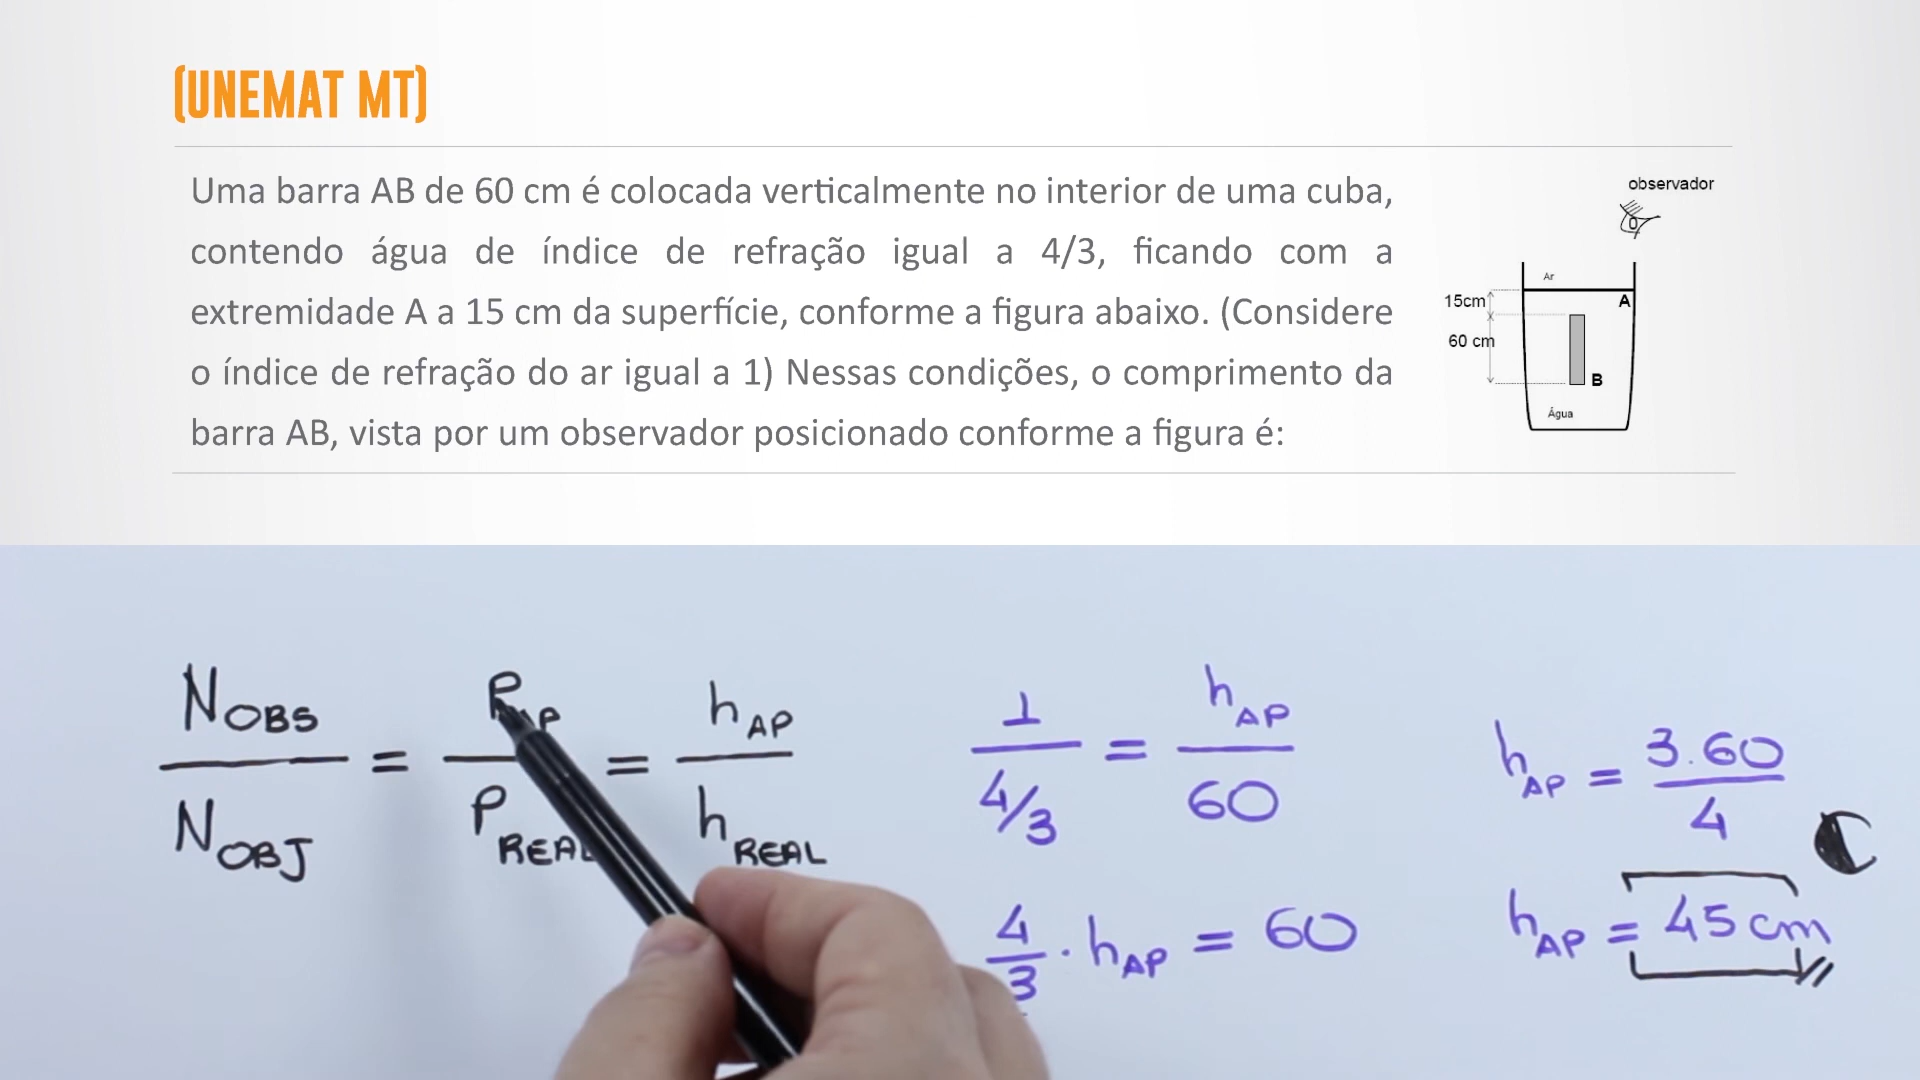 (UNEMAT MT)
Uma barra AB de 60 cm é colocada verticalmente no interior de uma cuba,
contendo água de índice de refração igual a 4/3, ficando com a
extremidade A a 15 cm da superfície, conforme a figura abaixo. (Considere
o índice de refração do ar igual a 1) Nessas condições, o comprimento da
barra AB, vista por um observador posicionado conforme a figura é:
observador
Ar
15cm
A
60 cm
B
Água
N OBS / N OBJ = / P REAL = h AP / h REAL
1 / 4/3 = h AP / 60
4/3 . h AP = 60
h AP = 3.60 / 4
C
h AP = 45 cm